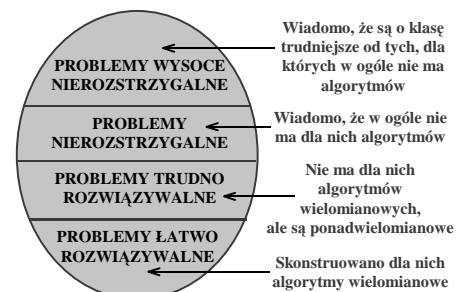 PROBLEMY WYSOCE
NIEROZSTRZYGALNE
Wiadomo, że są o klasę
trudniejsze od tych, dla
których w ogóle nie ma
algorytmów
PROBLEMY
NIEROZSTRZYGALNE
Wiadomo, że w ogóle nie
ma dla nich algorytmów
PROBLEMY TRUDNO
ROZWIĄZYWALNE
Nie ma dla nich
algorytmów
wielomianowych,
ale są ponadwielomianowe
PROBLEMY ŁATWO
ROZWIĄZYWALNE
Skonstruowano dla nich
algorytmy wielomianowe